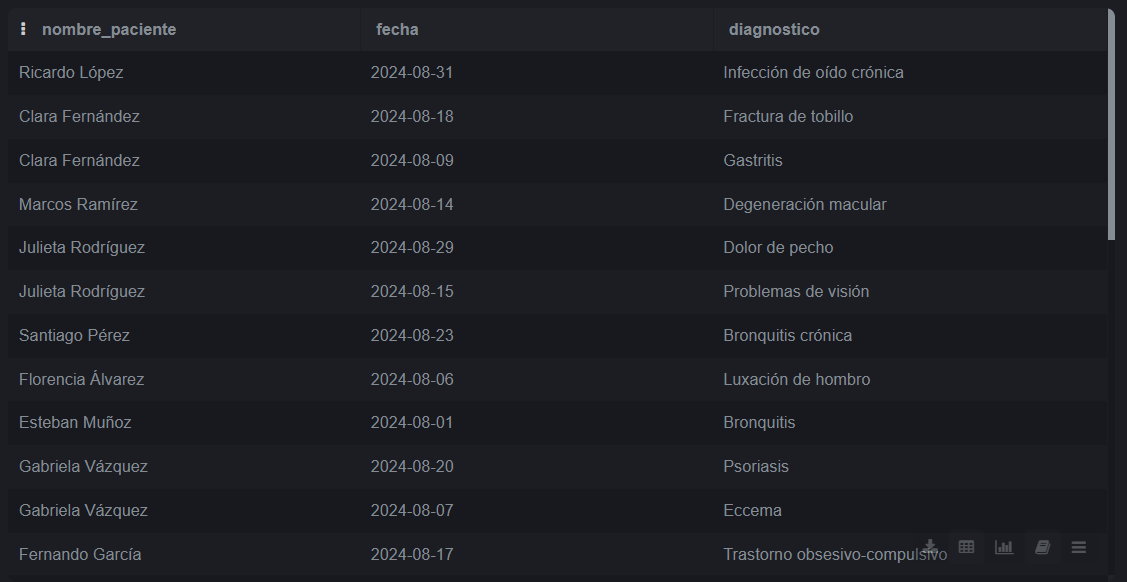 nombre_paciente fecha diagnostico
Ricardo López 2024-08-31 Infección de oído crónica
Clara Fernández 2024-08-18 Fractura de tobillo
Clara Fernández 2024-08-09 Gastritis
Marcos Ramírez 2024-08-14 Degeneración macular
Julieta Rodríguez 2024-08-29 Dolor de pecho
Julieta Rodríguez 2024-08-15 Problemas de visión
Santiago Pérez 2024-08-23 Bronquitis crónica
Florencia Álvarez 2024-08-06 Luxación de hombro
Esteban Muñoz 2024-08-01 Bronquitis
Gabriela Vázquez 2024-08-20 Psoriasis
Gabriela Vázquez 2024-08-07 Eccema
Fernando García 2024-08-17 Trastorno obsesivo-compulsivo